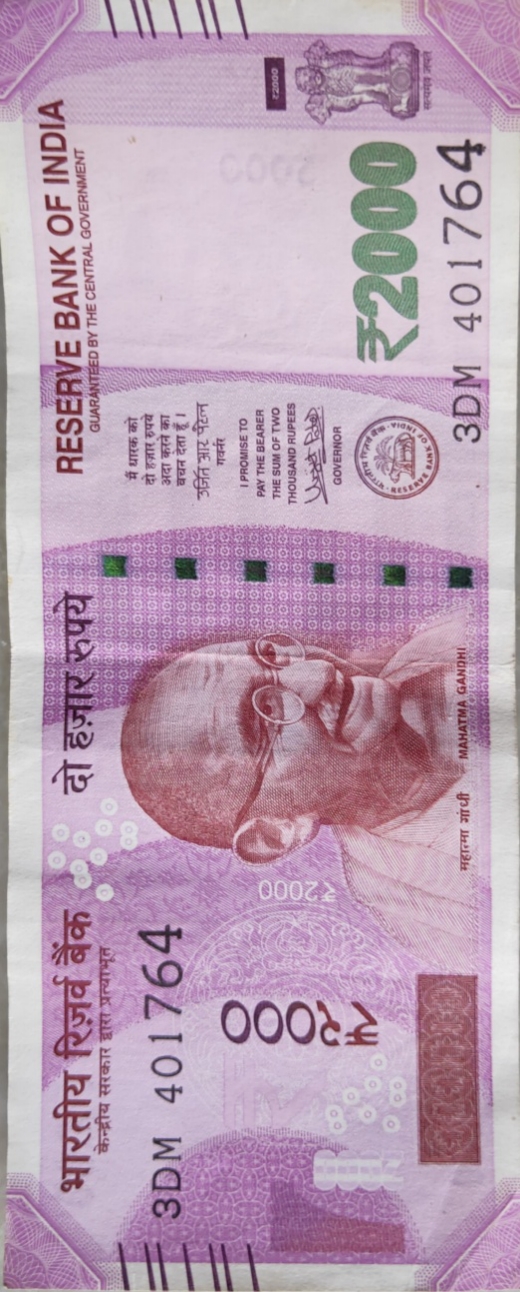 भारतीय रिज़र्व बैंक
केन्द्रीय सरकार द्वारा प्रत्याभूत
दो हज़ार रुपये
RESERVE BANK OF INDIA
GUARANTEED BY THE CENTRAL GOVERNMENT
3DM 401764
₹२०००
₹2000
मैं धारक को
दो हज़ार रुपये
अदा करने का
वचन देता हूँ।
उर्जित आर पटेल
गवर्नर
I PROMISE TO
PAY THE BEARER
THE SUM OF TWO
THOUSAND RUPEES
GOVERNOR
भारतीय रिज़र्व बैंक
RESERVE BANK OF INDIA
2000
₹2000
सत्यमेव जयते
₹2000
3DM 401764
महात्मा गांधी MAHATMA GANDHI